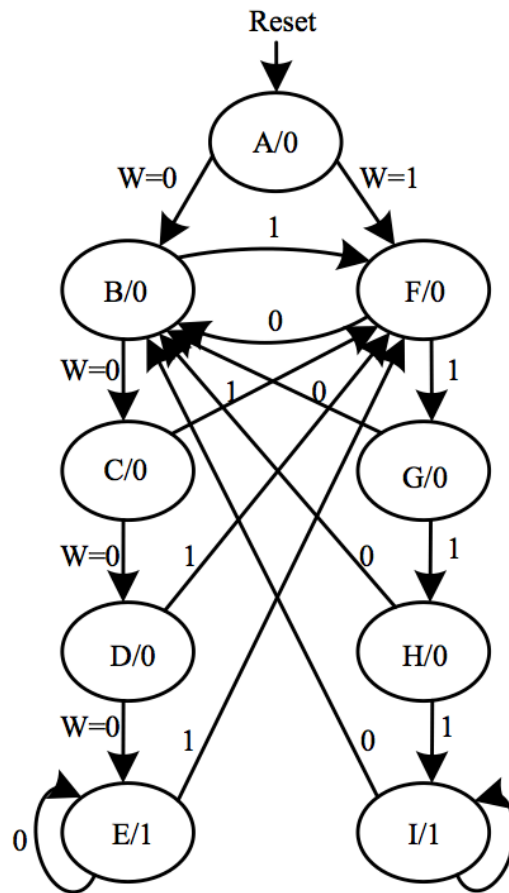 Reset
A/0
W=0 W=1
1
B/0 F/0
0
W=0 1
1 0
C/0 G/0
W=0 1 0 1
D/0 H/0
W=0 1 0 1
0 E/1 I/1